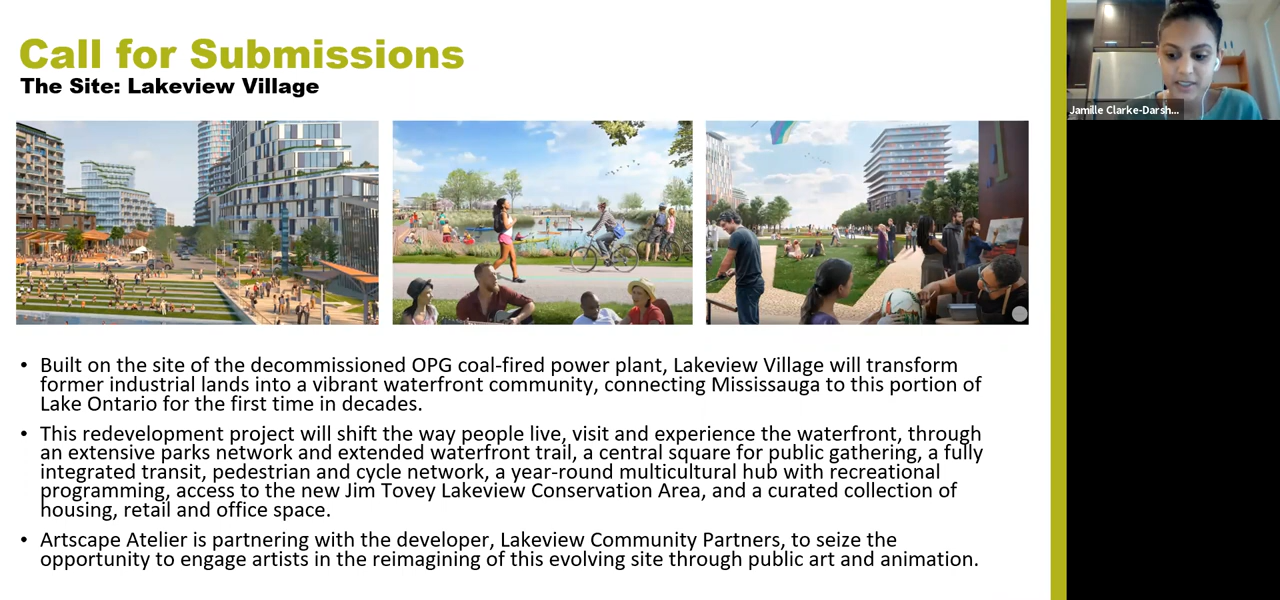 Call for Submissions
The Site: Lakeview Village
Jamille Clarke-Darsh...
• Built on the site of the decommissioned OPG coal-fired power plant, Lakeview Village will transform
former industrial lands into a vibrant waterfront community, connecting Mississauga to this portion of
Lake Ontario for the first time in decades.
• This redevelopment project will shift the way people live, visit and experience the waterfront, through
an extensive parks network and extended waterfront trail, a central square for public gathering, a fully
integrated transit, pedestrian and cycle network, a year-round multicultural hub with recreational
programming, access to the new Jim Tovey Lakeview Conservation Area, and a curated collection of
housing, retail and office space.
• Artscape Atelier is partnering with the developer, Lakeview Community Partners, to seize the
opportunity to engage artists in the reimagining of this evolving site through public art and animation.